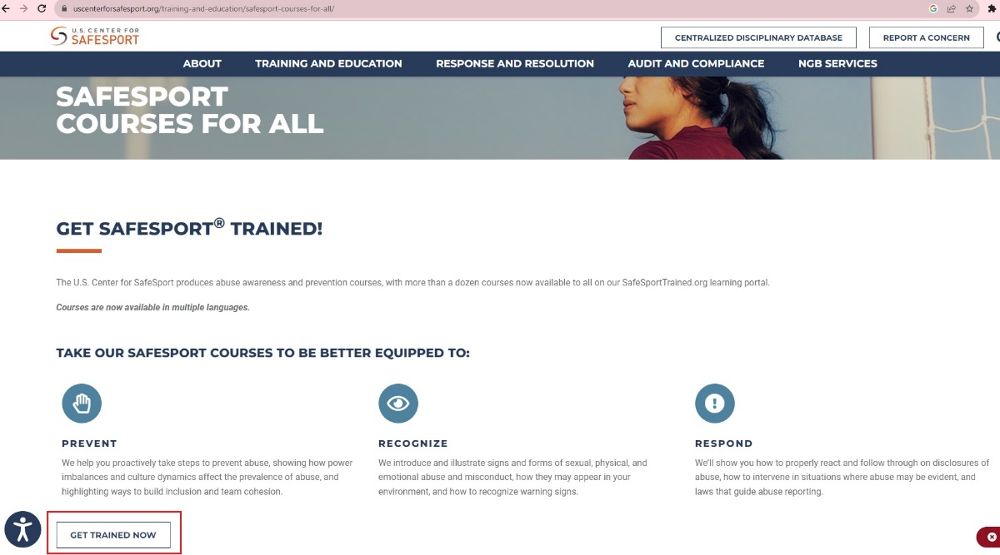 uscenterforsafesport.org/training-and-education/safesport-courses-for-all/
U.S. CENTER FOR
SAFESPORT
CENTRALIZED DISCIPLINARY DATABASE
REPORT A CONCERN
ABOUT
TRAINING AND EDUCATION
RESPONSE AND RESOLUTION
AUDIT AND COMPLIANCE
NGB SERVICES
SAFESPORT
COURSES FOR ALL
GET SAFESPORT® TRAINED!
The U.S. Center for SafeSport produces abuse awareness and prevention courses, with more than a dozen courses now available to all on our SafeSportTrained.org learning portal.
Courses are now available in multiple languages.
TAKE OUR SAFESPORT COURSES TO BE BETTER EQUIPPED TO:
PREVENT
We help you proactively take steps to prevent abuse, showing how power
imbalances and culture dynamics affect the prevalence of abuse, and
highlighting ways to build inclusion and team cohesion.
RECOGNIZE
We introduce and illustrate signs and forms of sexual, physical, and
emotional abuse and misconduct, how they may appear in your
environment, and how to recognize warning signs.
RESPOND
We'll show you how to properly react and follow through on disclosures of
abuse, how to intervene in situations where abuse may be evident, and
laws that guide abuse reporting.
GET TRAINED NOW